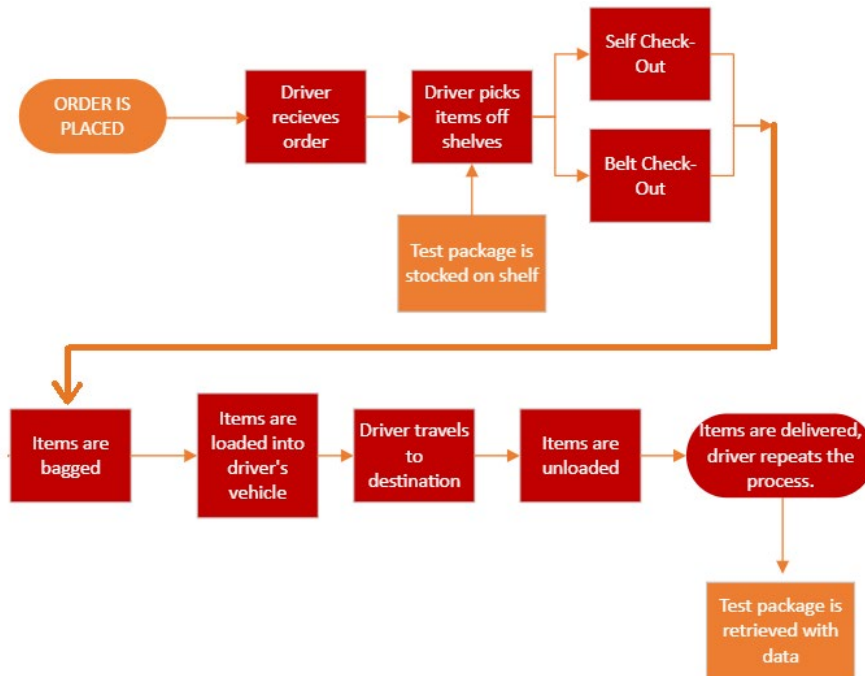 ORDER IS
PLACED
Driver
recieves
order
Driver picks
items off
shelves
Self Check-
Out
Belt Check-
Out
Test package is
stocked on shelf
Items are
bagged
Items are
loaded into
driver's
vehicle
Driver travels
to
destination
Items are
unloaded
Items are delivered,
driver repeats the
process.
Test package is
retrieved with
data